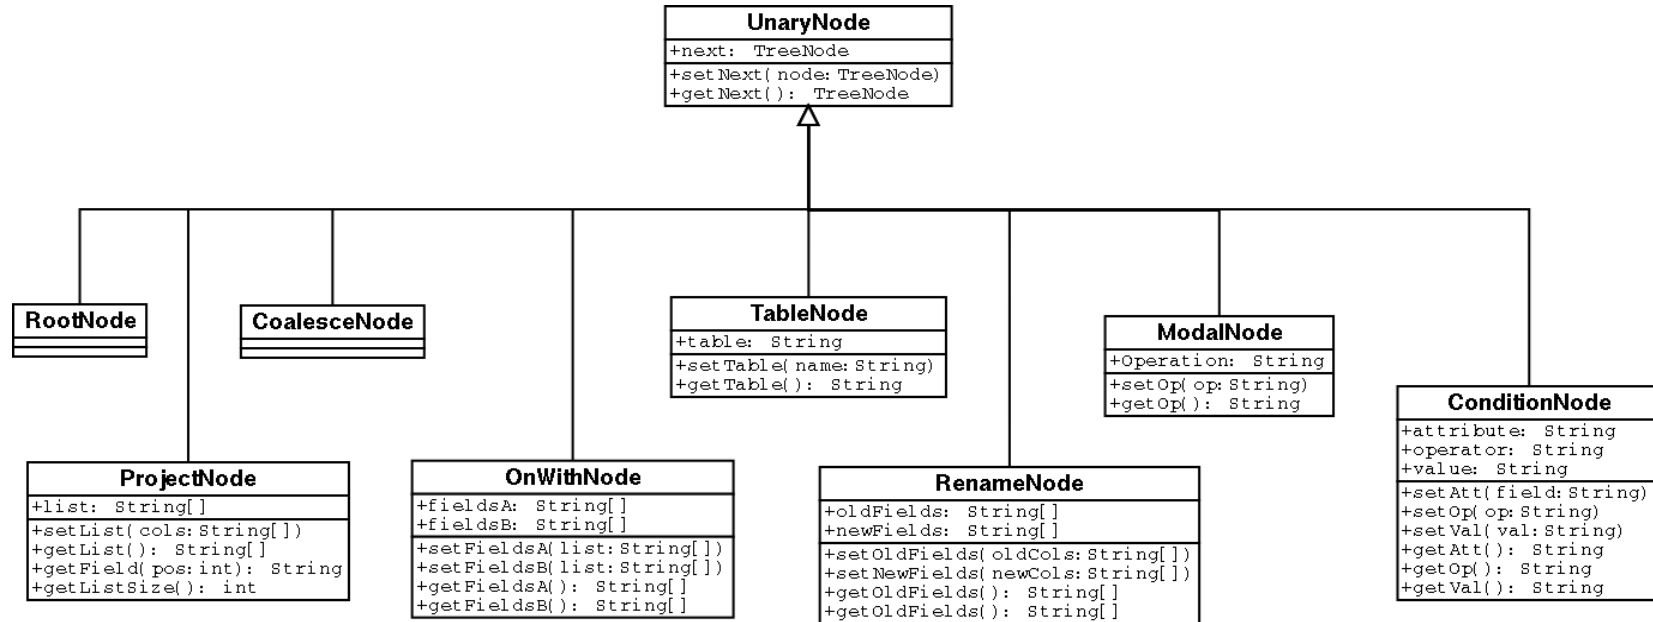 UnaryNode
+next: TreeNode
+setNext(node:TreeNode)
+getNext(): TreeNode
RootNode
CoalesceNode
TableNode
+table: String
+setTable(name:String)
+getTable(): String
ModalNode
+Operation: String
+setOp(op:String)
+getOp(): String
ConditionNode
+attribute: String
+operator: String
+value: String
+setAtt(field:String)
+setOp(op:String)
+setVal(val:String)
+getAtt(): String
+getOp(): String
+getVal(): String
ProjectNode
+list: String[]
+setList(cols:String[])
+getList(): String[]
+getField(pos:int): String
+getListSize(): int
OnWithNode
+fieldsA: String[]
+fieldsB: String[]
+setFieldsA(list:String[])
+setFieldsB(list:String[])
+getFieldsA(): String[]
+getFieldsB(): String[]
RenameNode
+oldFields: String[]
+newFields: String[]
+setOldFields(oldCols:String[])
+setNewFields(newCols:String[])
+getOldFields(): String[]
+getOldFields(): String[]